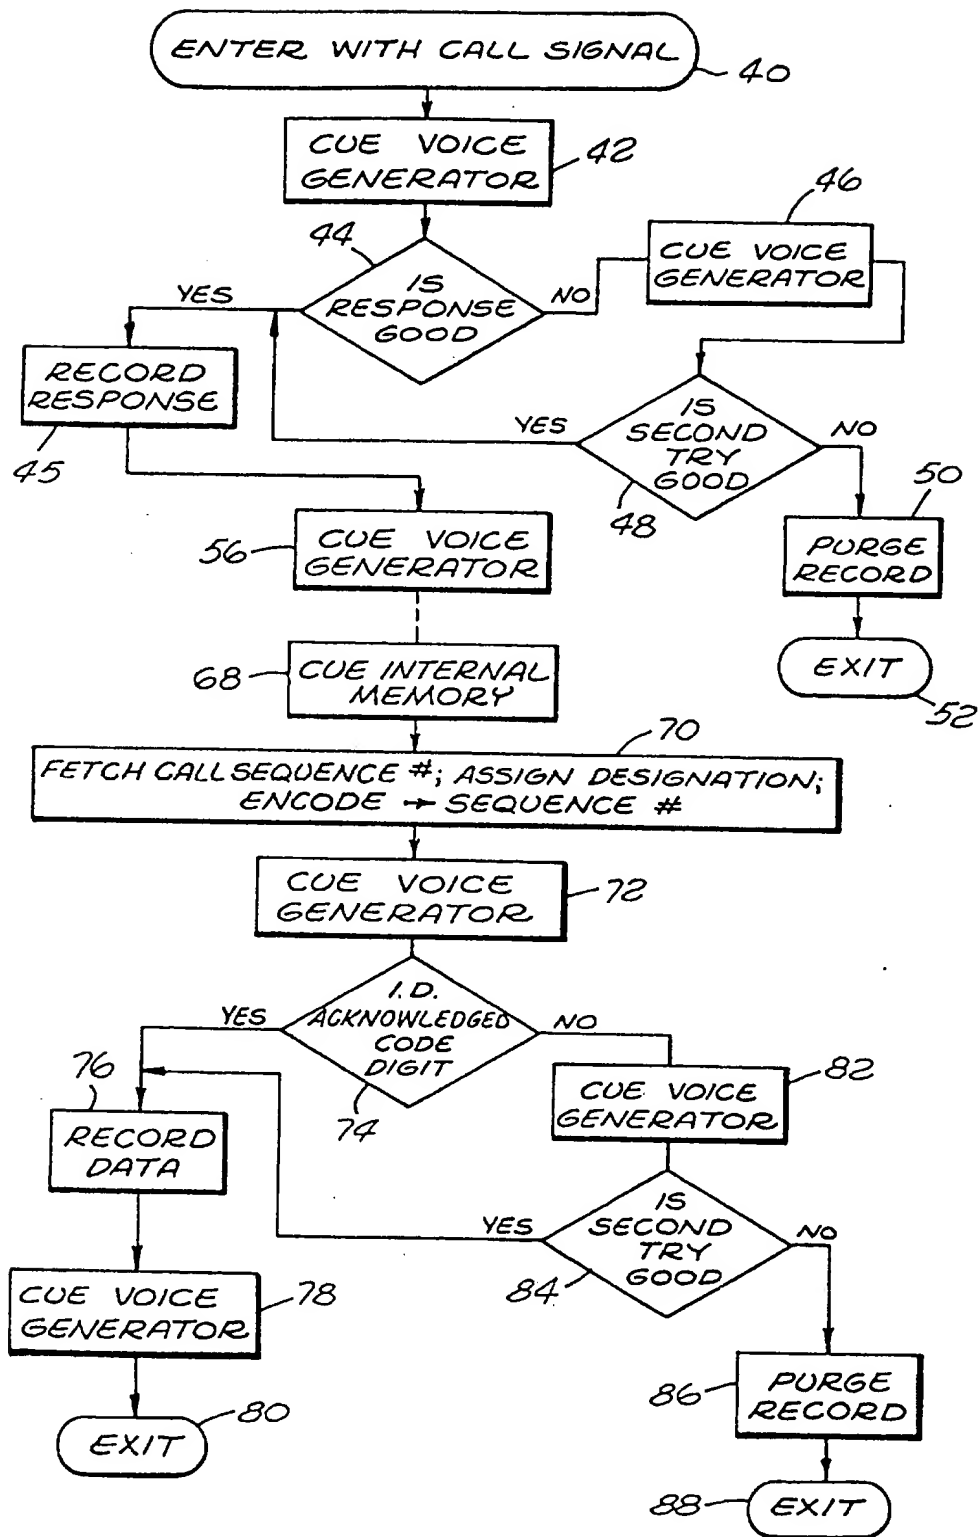 ENTER WITH CALL SIGNAL
40
CUE VOICE
GENERATOR
42
44
IS
RESPONSE
GOOD
YES
NO
46
CUE VOICE
GENERATOR
RECORD
RESPONSE
45
IS
SECOND
TRY
GOOD
YES
NO
48
50
PURGE
RECORD
EXIT
52
56
CUE VOICE
GENERATOR
68
CUE INTERNAL
MEMORY
70
FETCH CALL SEQUENCE #; ASSIGN DESIGNATION;
ENCODE → SEQUENCE #
CUE VOICE
GENERATOR
72
I.D.
ACKNOWLEDGED
CODE
DIGIT
YES
NO
74
76
RECORD
DATA
82
CUE VOICE
GENERATOR
IS
SECOND
TRY
GOOD
YES
NO
84
CUE VOICE
GENERATOR
78
86
PURGE
RECORD
80
EXIT
88
EXIT